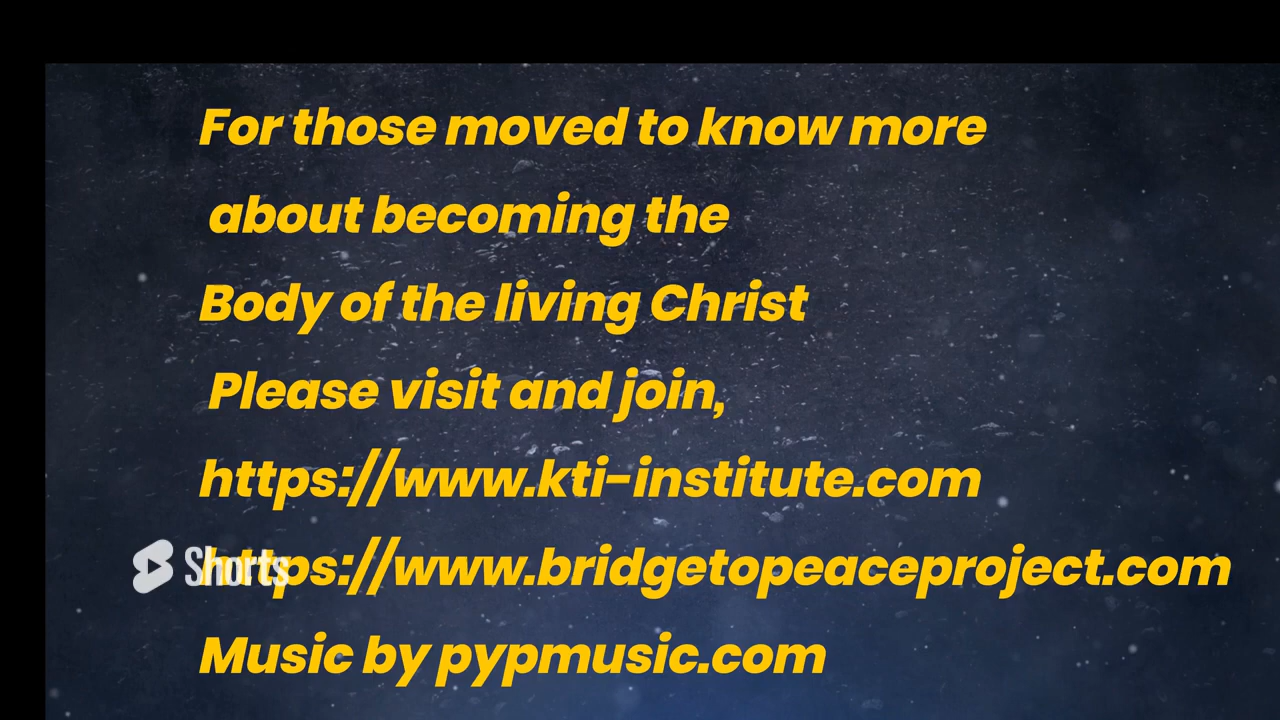 For those moved to know more
about becoming the
Body of the living Christ
Please visit and join,
https://www.kti-institute.com
https://www.bridgetopeaceproject.com
Shorts
Music by pypmusic.com